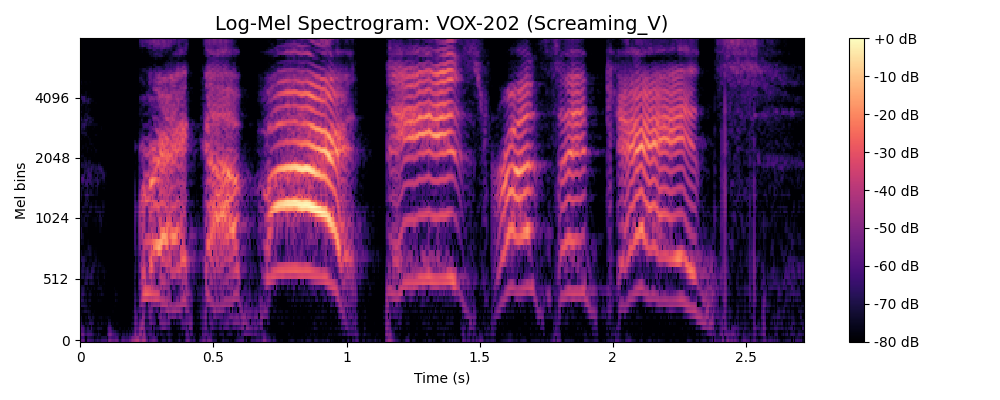 Log-Mel Spectrogram: VOX-202 (Screaming_V)
Mel bins
4096
2048
1024
512
0
0
0.5
1
1.5
2
2.5
Time (s)
+0 dB
-10 dB
-20 dB
-30 dB
-40 dB
-50 dB
-60 dB
-70 dB
-80 dB